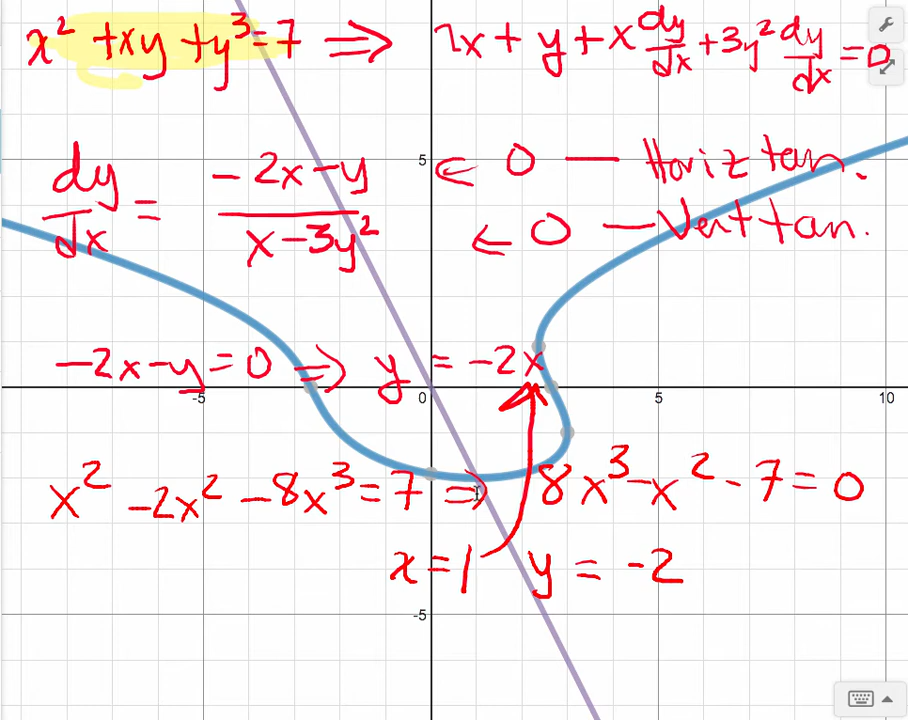 x² + xy + y³ = 7 ⇒ 2x + y + x dy/dx + 3y² dy/dx = 0
dy/dx = (-2x - y)/(x - 3y²)
← 0 — Horiz tan.
← 0 — Vert tan.
-2x - y = 0 ⇒ y = -2x
x² - 2x² - 8x³ = 7 ⇒ 8x³ - x² - 7 = 0
x = 1 y = -2
5
-5 0 5 10
-5